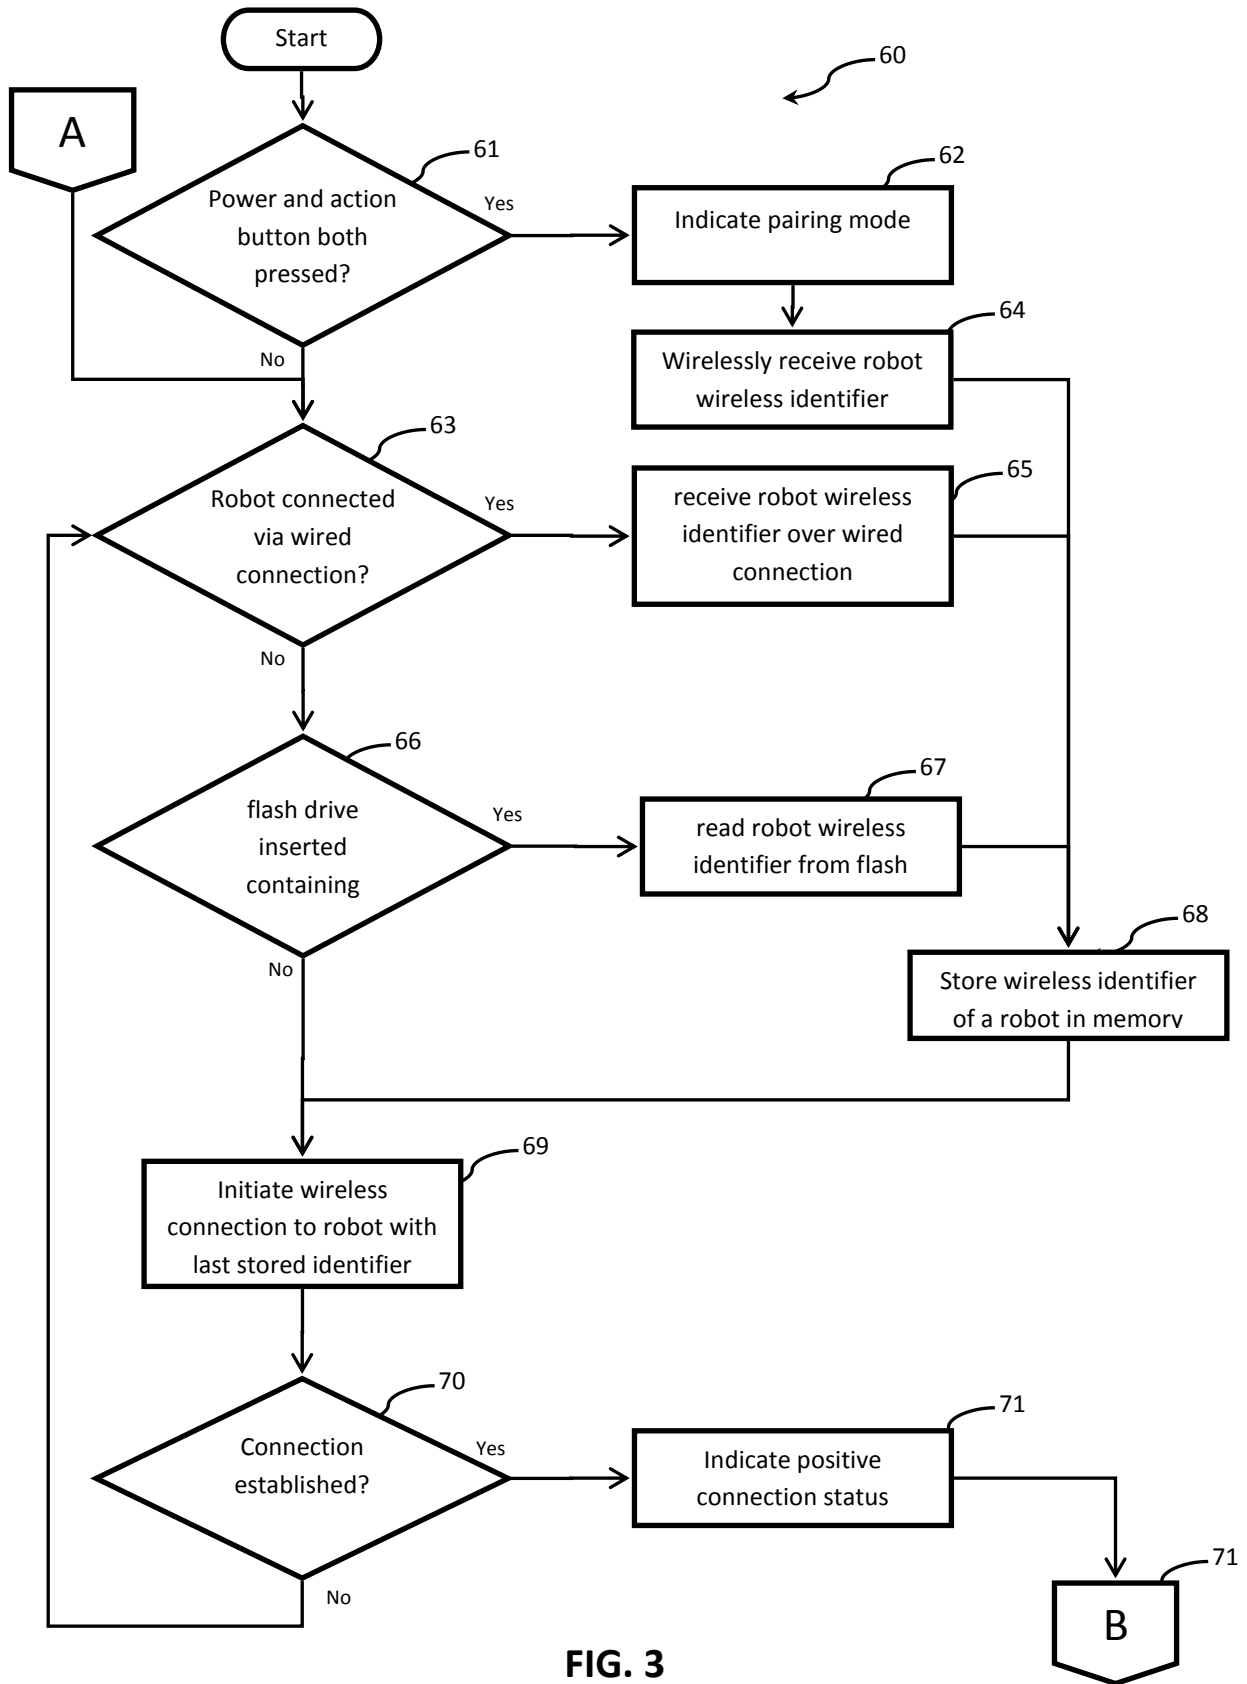 Start
60
A
61
Power and action
button both
pressed?
Yes
62
Indicate pairing mode
No
64
Wirelessly receive robot
wireless identifier
63
Robot connected
via wired
connection?
Yes
65
receive robot wireless
identifier over wired
connection
No
66
flash drive
inserted
containing
Yes
67
read robot wireless
identifier from flash
No
68
Store wireless identifier
of a robot in memory
69
Initiate wireless
connection to robot with
last stored identifier
70
Connection
established?
Yes
71
Indicate positive
connection status
No
71
B
FIG. 3